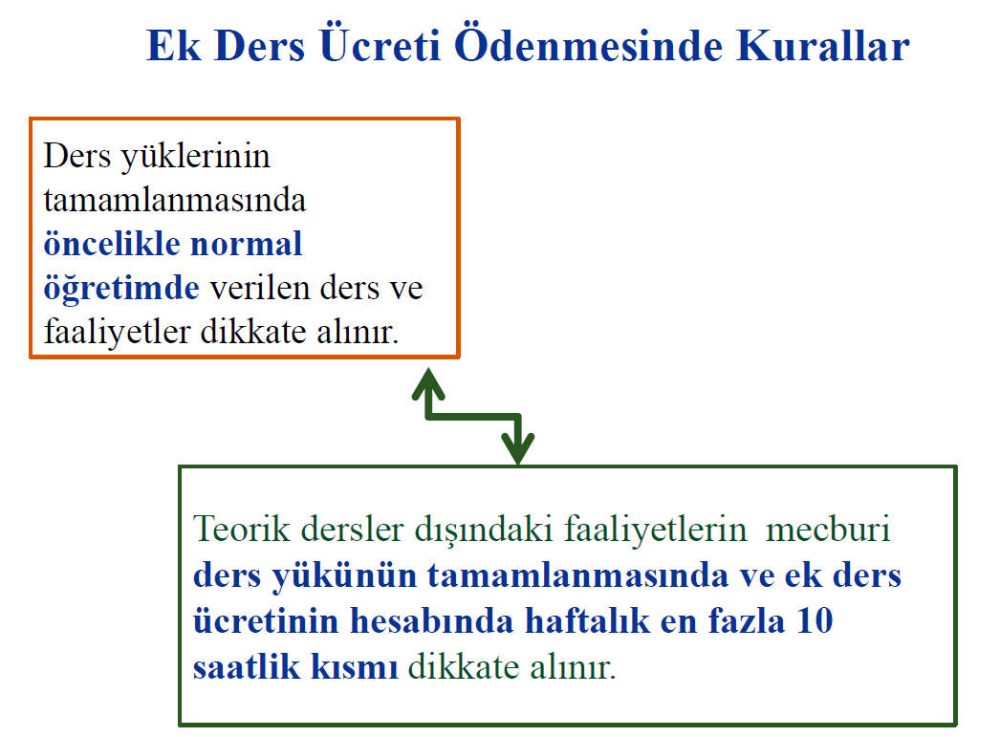 Ek Ders Ücreti Ödenmesinde Kurallar
Ders yüklerinin
tamamlanmasında
öncelikle normal
öğretimde verilen ders ve
faaliyetler dikkate alınır.
Teorik dersler dışındaki faaliyetlerin mecburi
ders yükünün tamamlanmasında ve ek ders
ücretinin hesabında haftalık en fazla 10
saatlik kısmı dikkate alınır.